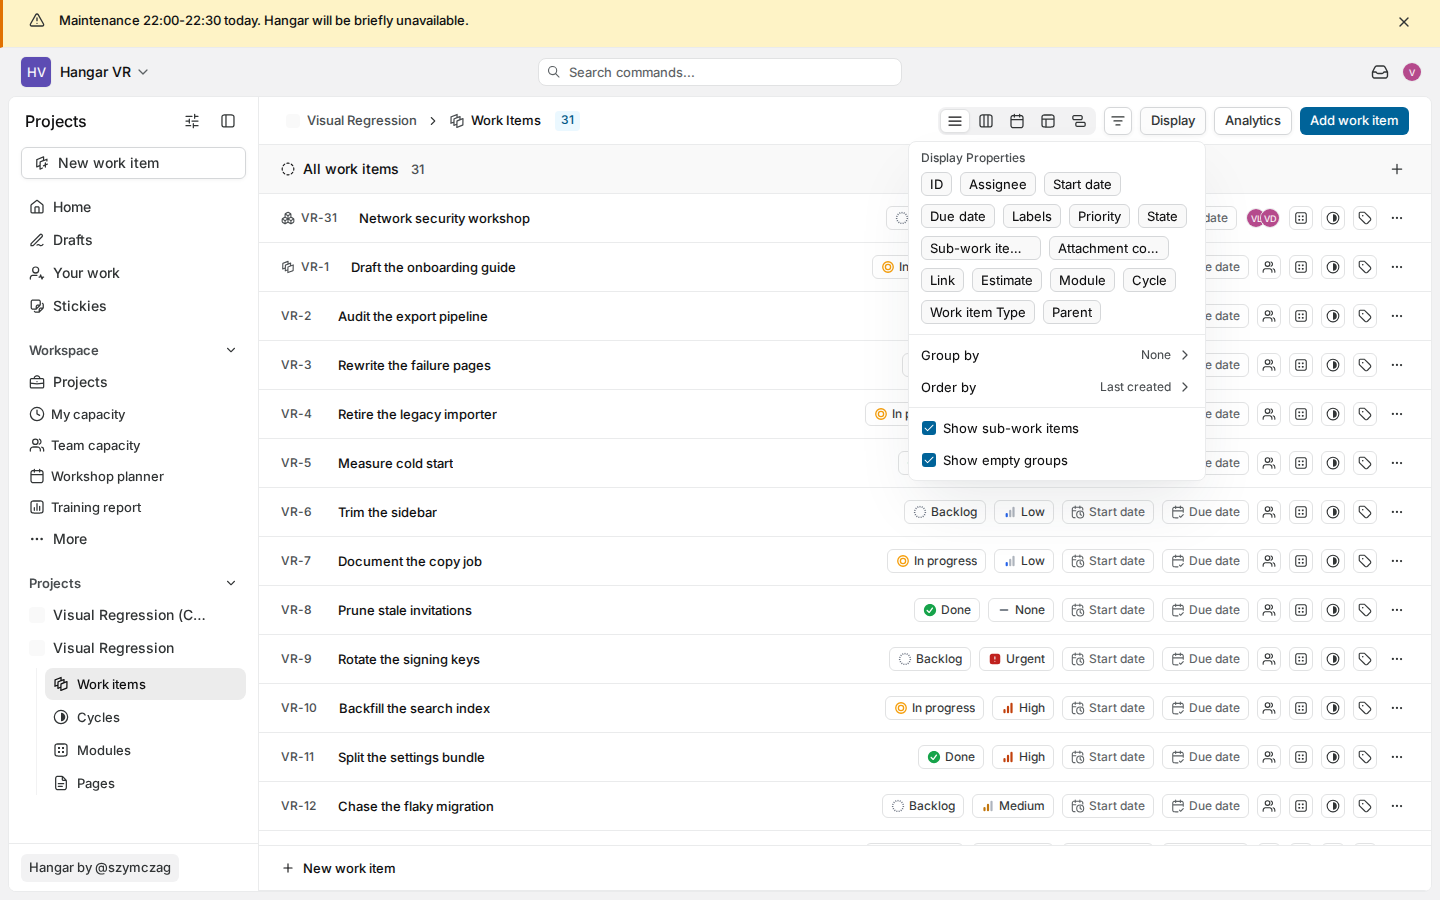 Maintenance 22:00-22:30 today. Hangar will be briefly unavailable.
HV Hangar VR
Search commands...
V
Projects
New work item
Home
Drafts
Your work
Stickies
Workspace
Projects
My capacity
Team capacity
Workshop planner
Training report
More
Projects
Visual Regression (C...
Visual Regression
Work items
Cycles
Modules
Pages
Hangar by @szymczag
Visual Regression > Work Items 31
Display
Analytics
Add work item
All work items 31
VR-31 Network security workshop date VD
VR-1 Draft the onboarding guide In e date
VR-2 Audit the export pipeline e date
VR-3 Rewrite the failure pages e date
VR-4 Retire the legacy importer In p e date
VR-5 Measure cold start e date
VR-6 Trim the sidebar Backlog Low Start date Due date
VR-7 Document the copy job In progress Low Start date Due date
VR-8 Prune stale invitations Done None Start date Due date
VR-9 Rotate the signing keys Backlog Urgent Start date Due date
VR-10 Backfill the search index In progress High Start date Due date
VR-11 Split the settings bundle Done High Start date Due date
VR-12 Chase the flaky migration Backlog Medium Start date Due date
New work item
Display Properties
ID Assignee Start date
Due date Labels Priority State
Sub-work ite... Attachment co...
Link Estimate Module Cycle
Work item Type Parent
Group by None
Order by Last created
Show sub-work items
Show empty groups